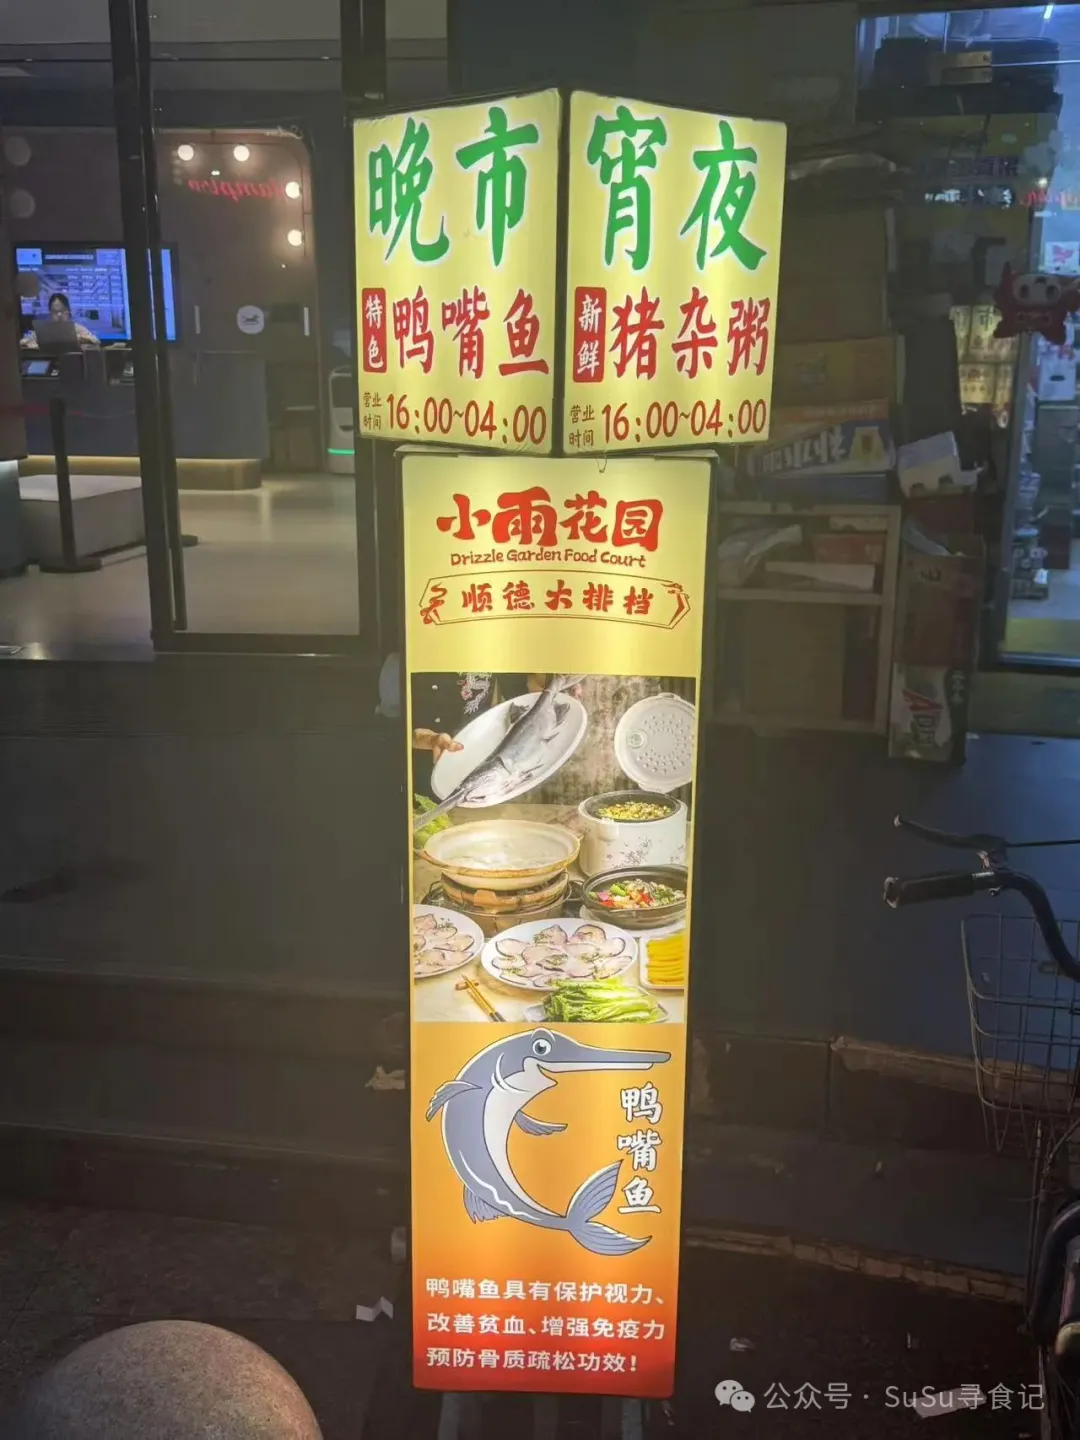 晚市
特色
鸭嘴鱼
营业时间
16:00~04:00
宵夜
新鲜
猪杂粥
营业时间
16:00~04:00
小雨花园
Drizzle Garden Food Court
顺德大排档
鸭嘴鱼
鸭嘴鱼具有保护视力、
改善贫血、增强免疫力
预防骨质疏松功效！
公众号 · SuSu寻食记